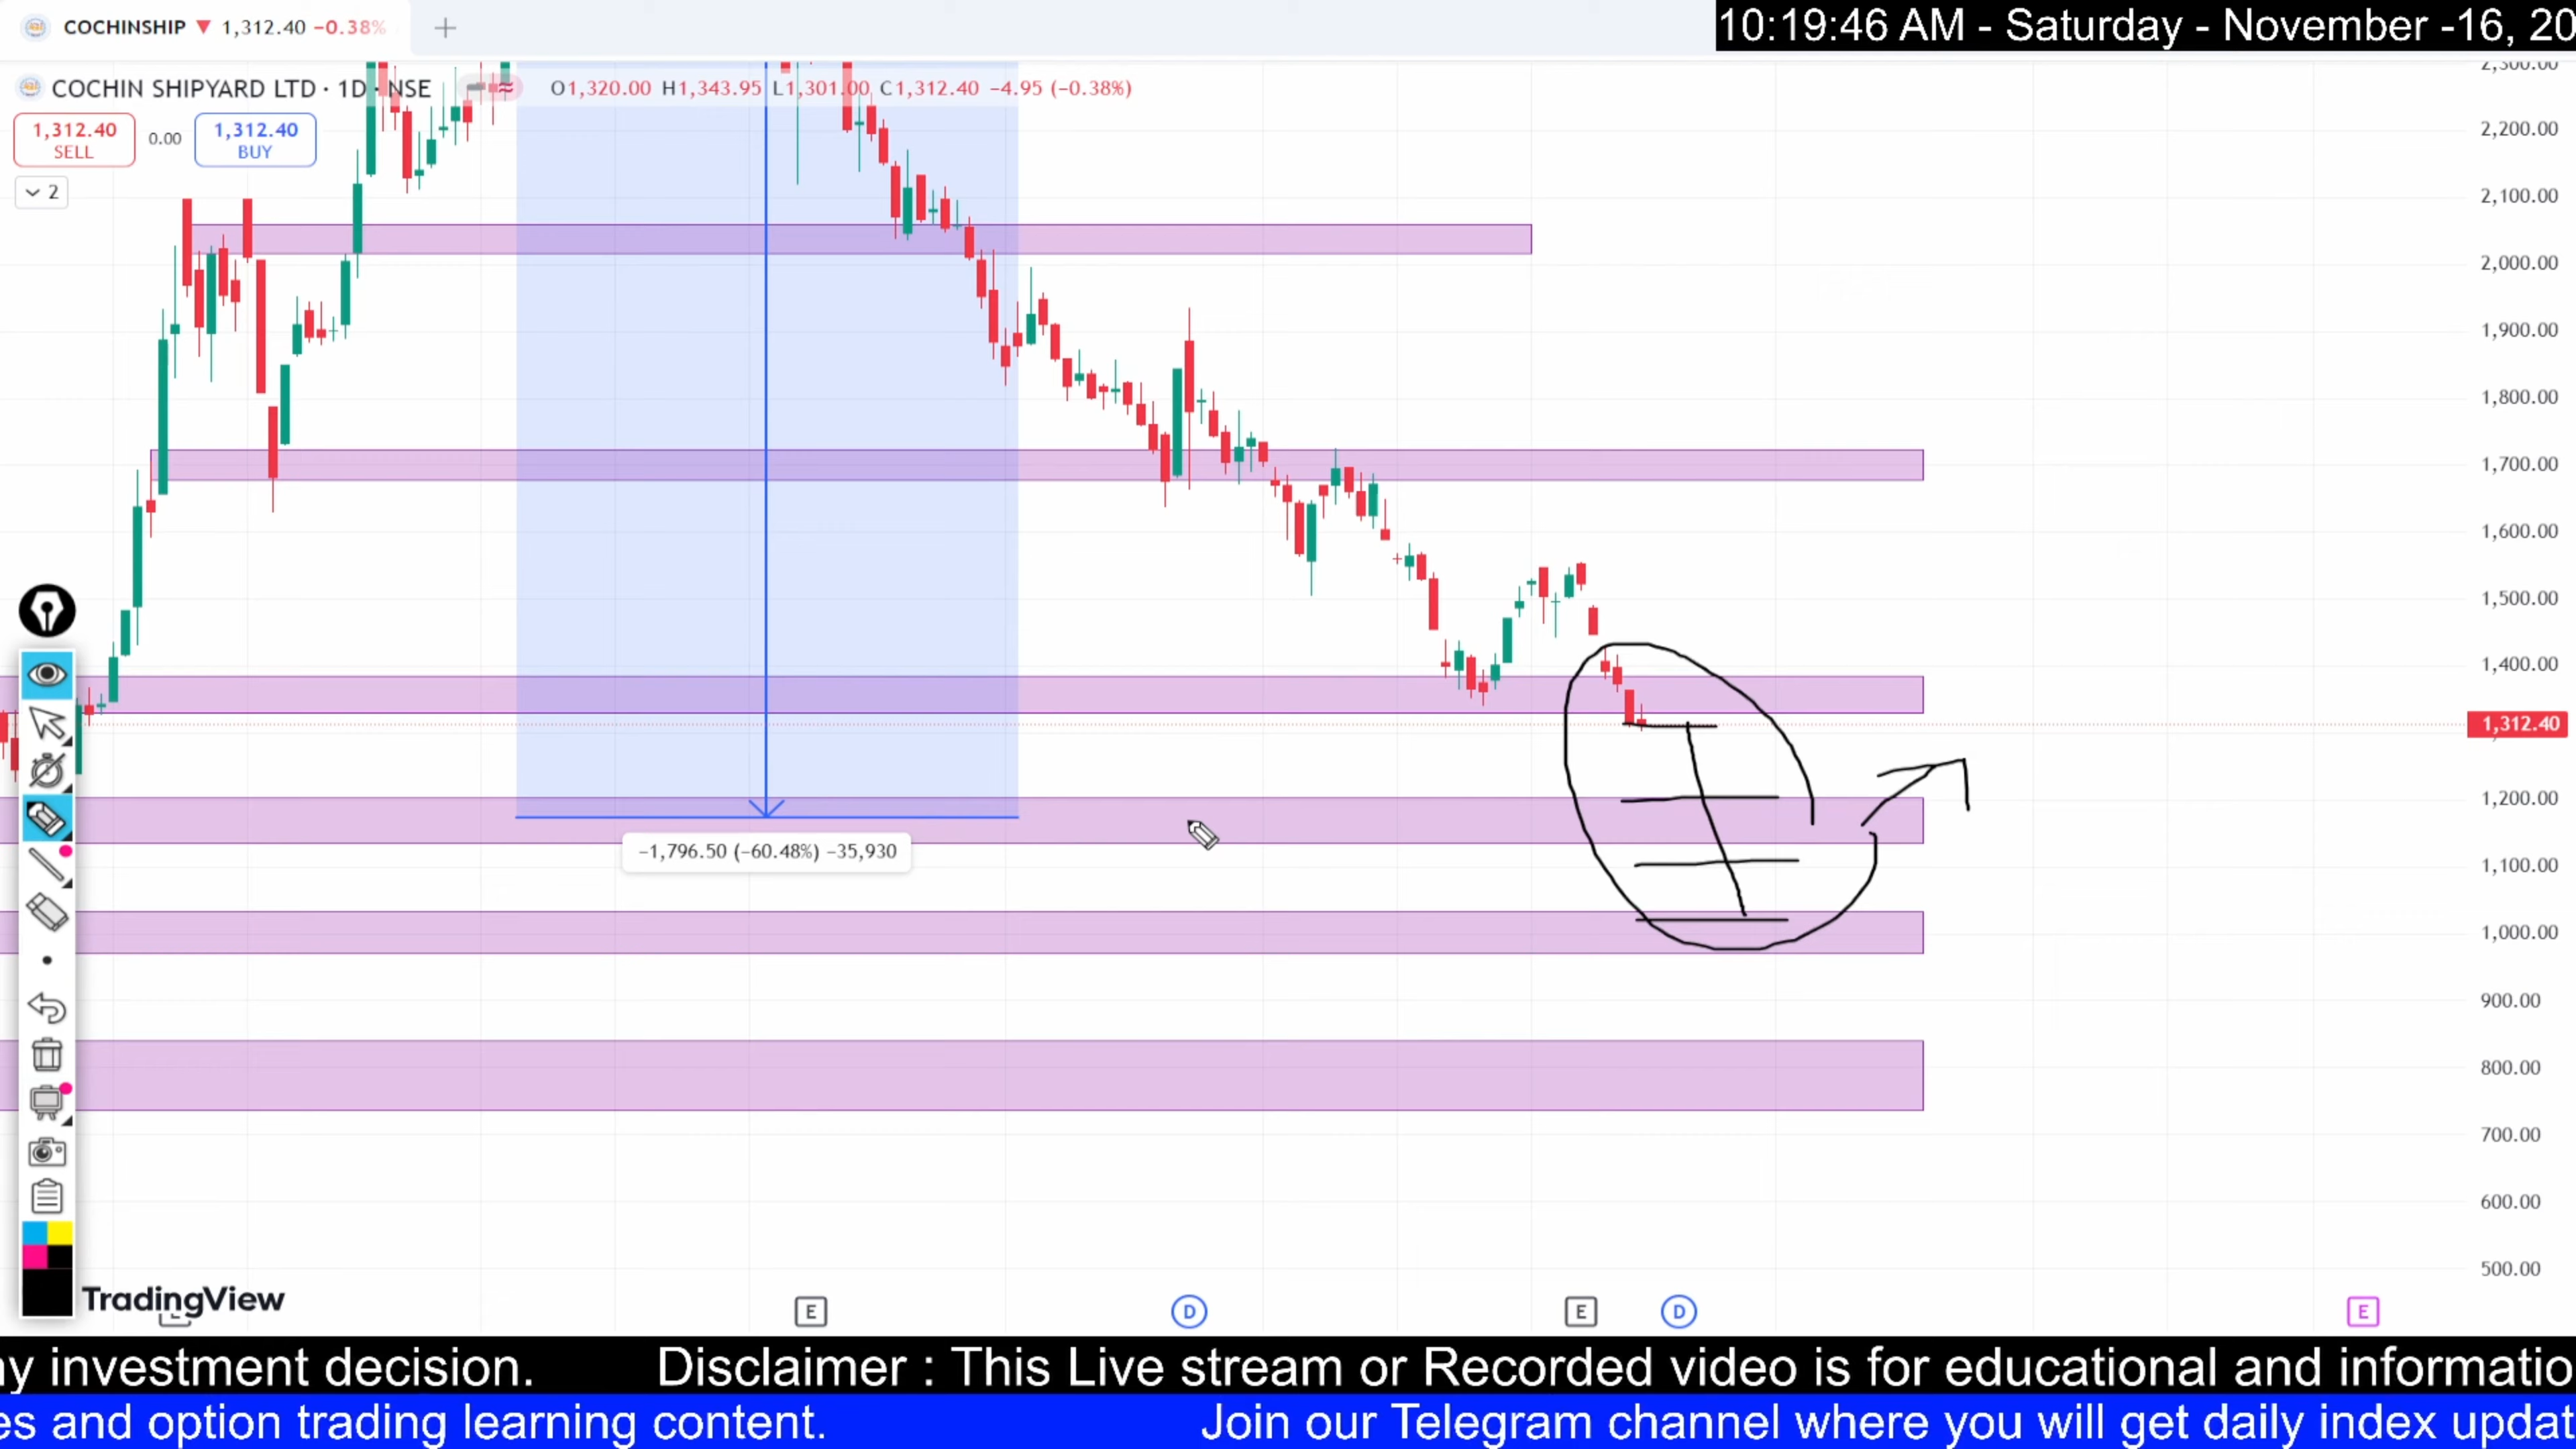 COCHINSHIP ▼ 1,312.40 −0.38%
10:19:46 AM - Saturday - November -16, 20
COCHIN SHIPYARD LTD · 1D · NSE O1,320.00 H1,343.95 L1,301.00 C1,312.40 −4.95 (−0.38%)
1,312.40 SELL
0.00
1,312.40 BUY
2
2,300.00
2,200.00
2,100.00
2,000.00
1,900.00
1,800.00
1,700.00
1,600.00
1,500.00
1,400.00
1,312.40
1,200.00
1,100.00
1,000.00
900.00
800.00
700.00
600.00
500.00
−1,796.50 (−60.48%) −35,930
TradingView
E D E D E
ny investment decision. Disclaimer : This Live stream or Recorded video is for educational and informatio
es and option trading learning content. Join our Telegram channel where you will get daily index updat